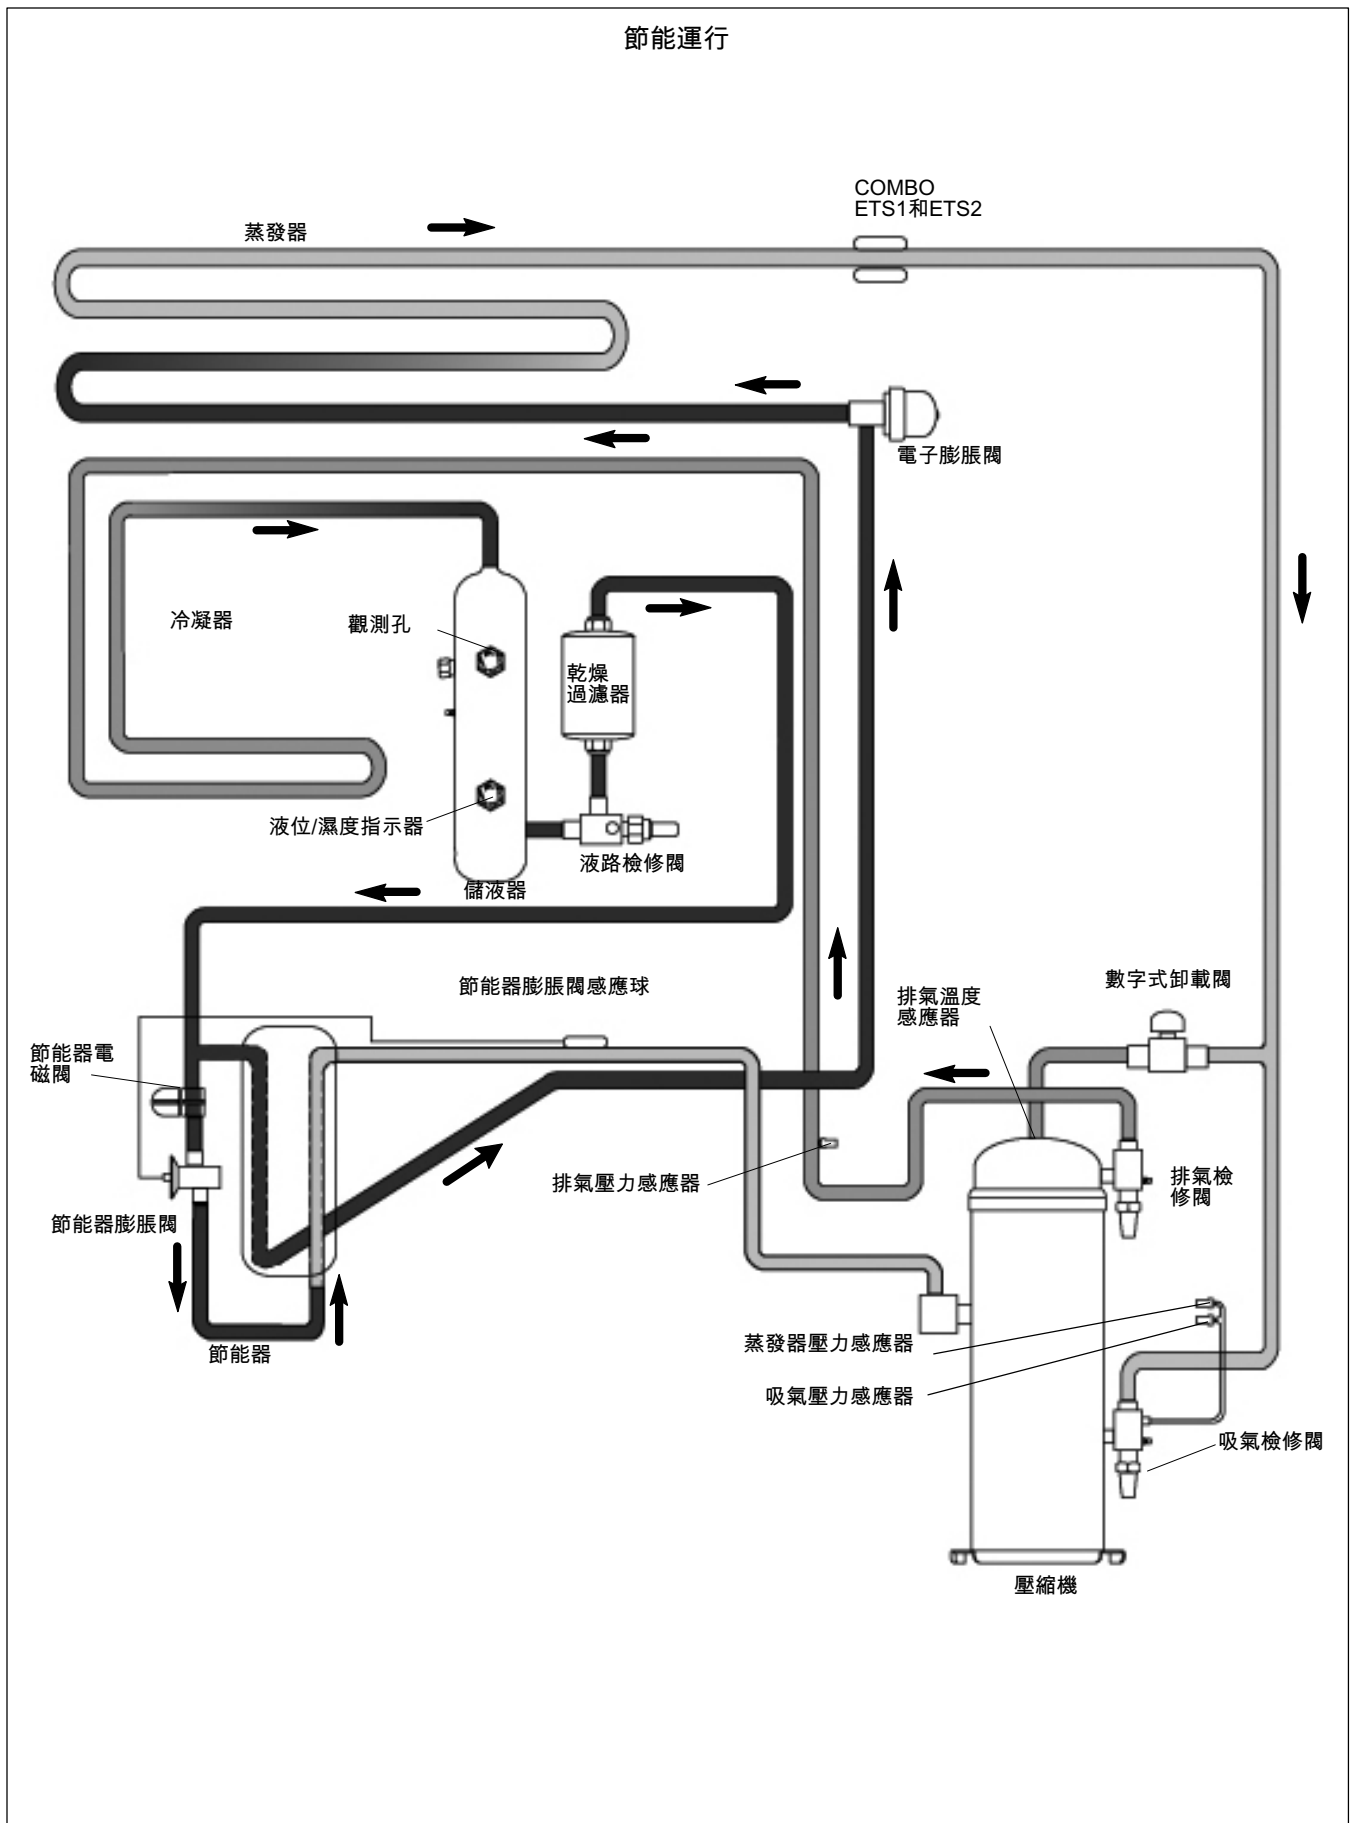 節能運行
COMBO
ETS1和ETS2
蒸發器
電子膨脹閥
冷凝器
觀測孔
乾燥
過濾器
液位/濕度指示器
液路檢修閥
儲液器
節能器膨脹閥感應球
排氣溫度
感應器
數字式卸載閥
節能器電
磁閥
排氣壓力感應器
排氣檢
修閥
節能器膨脹閥
節能器
蒸發器壓力感應器
吸氣壓力感應器
吸氣檢修閥
壓縮機